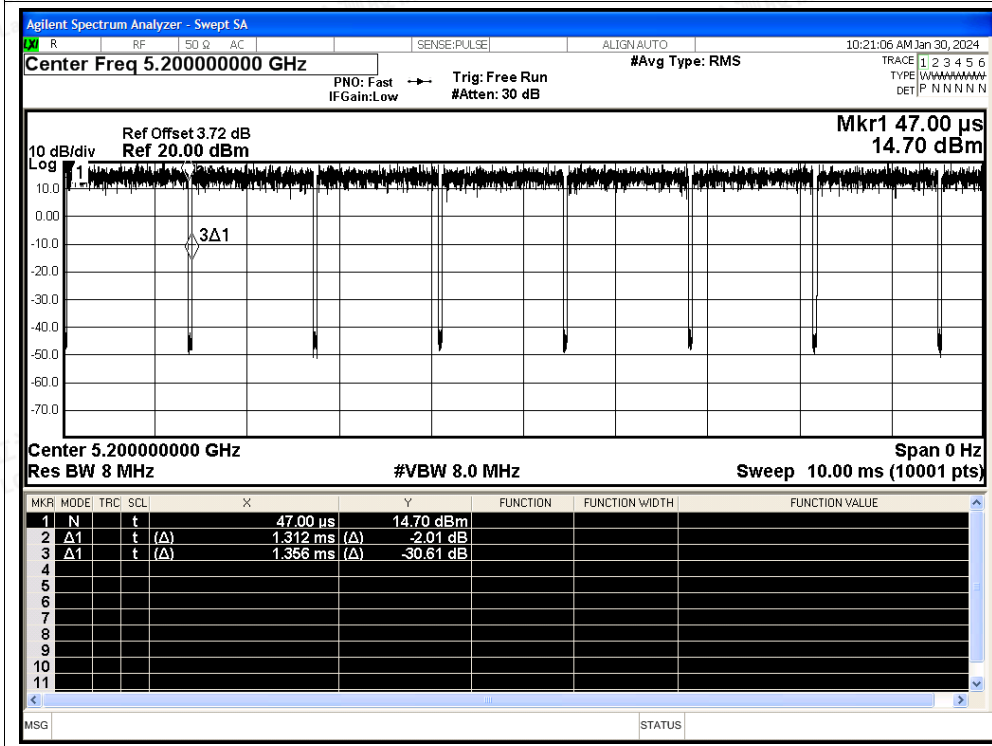 Agilent Spectrum Analyzer - Swept SA
LXI R RF 50 Ω AC SENSE:PULSE ALIGN AUTO 10:21:06 AM Jan 30, 2024
Center Freq 5.200000000 GHz #Avg Type: RMS TRACE 1 2 3 4 5 6
PNO: Fast Trig: Free Run TYPE
IFGain:Low #Atten: 30 dB DET P N N N N N
Mkr1 47.00 µs
Ref Offset 3.72 dB
10 dB/div Ref 20.00 dBm 14.70 dBm
Log
1
10.0
0.00
3Δ1
-10.0
-20.0
-30.0
-40.0
-50.0
-60.0
-70.0
Center 5.200000000 GHz Span 0 Hz
Res BW 8 MHz #VBW 8.0 MHz Sweep 10.00 ms (10001 pts)
MKR MODE TRC SCL X Y FUNCTION FUNCTION WIDTH FUNCTION VALUE
1 N t 47.00 µs 14.70 dBm
2 Δ1 t (Δ) 1.312 ms (Δ) -2.01 dB
3 Δ1 t (Δ) 1.356 ms (Δ) -30.61 dB
4
5
6
7
8
9
10
11
MSG STATUS